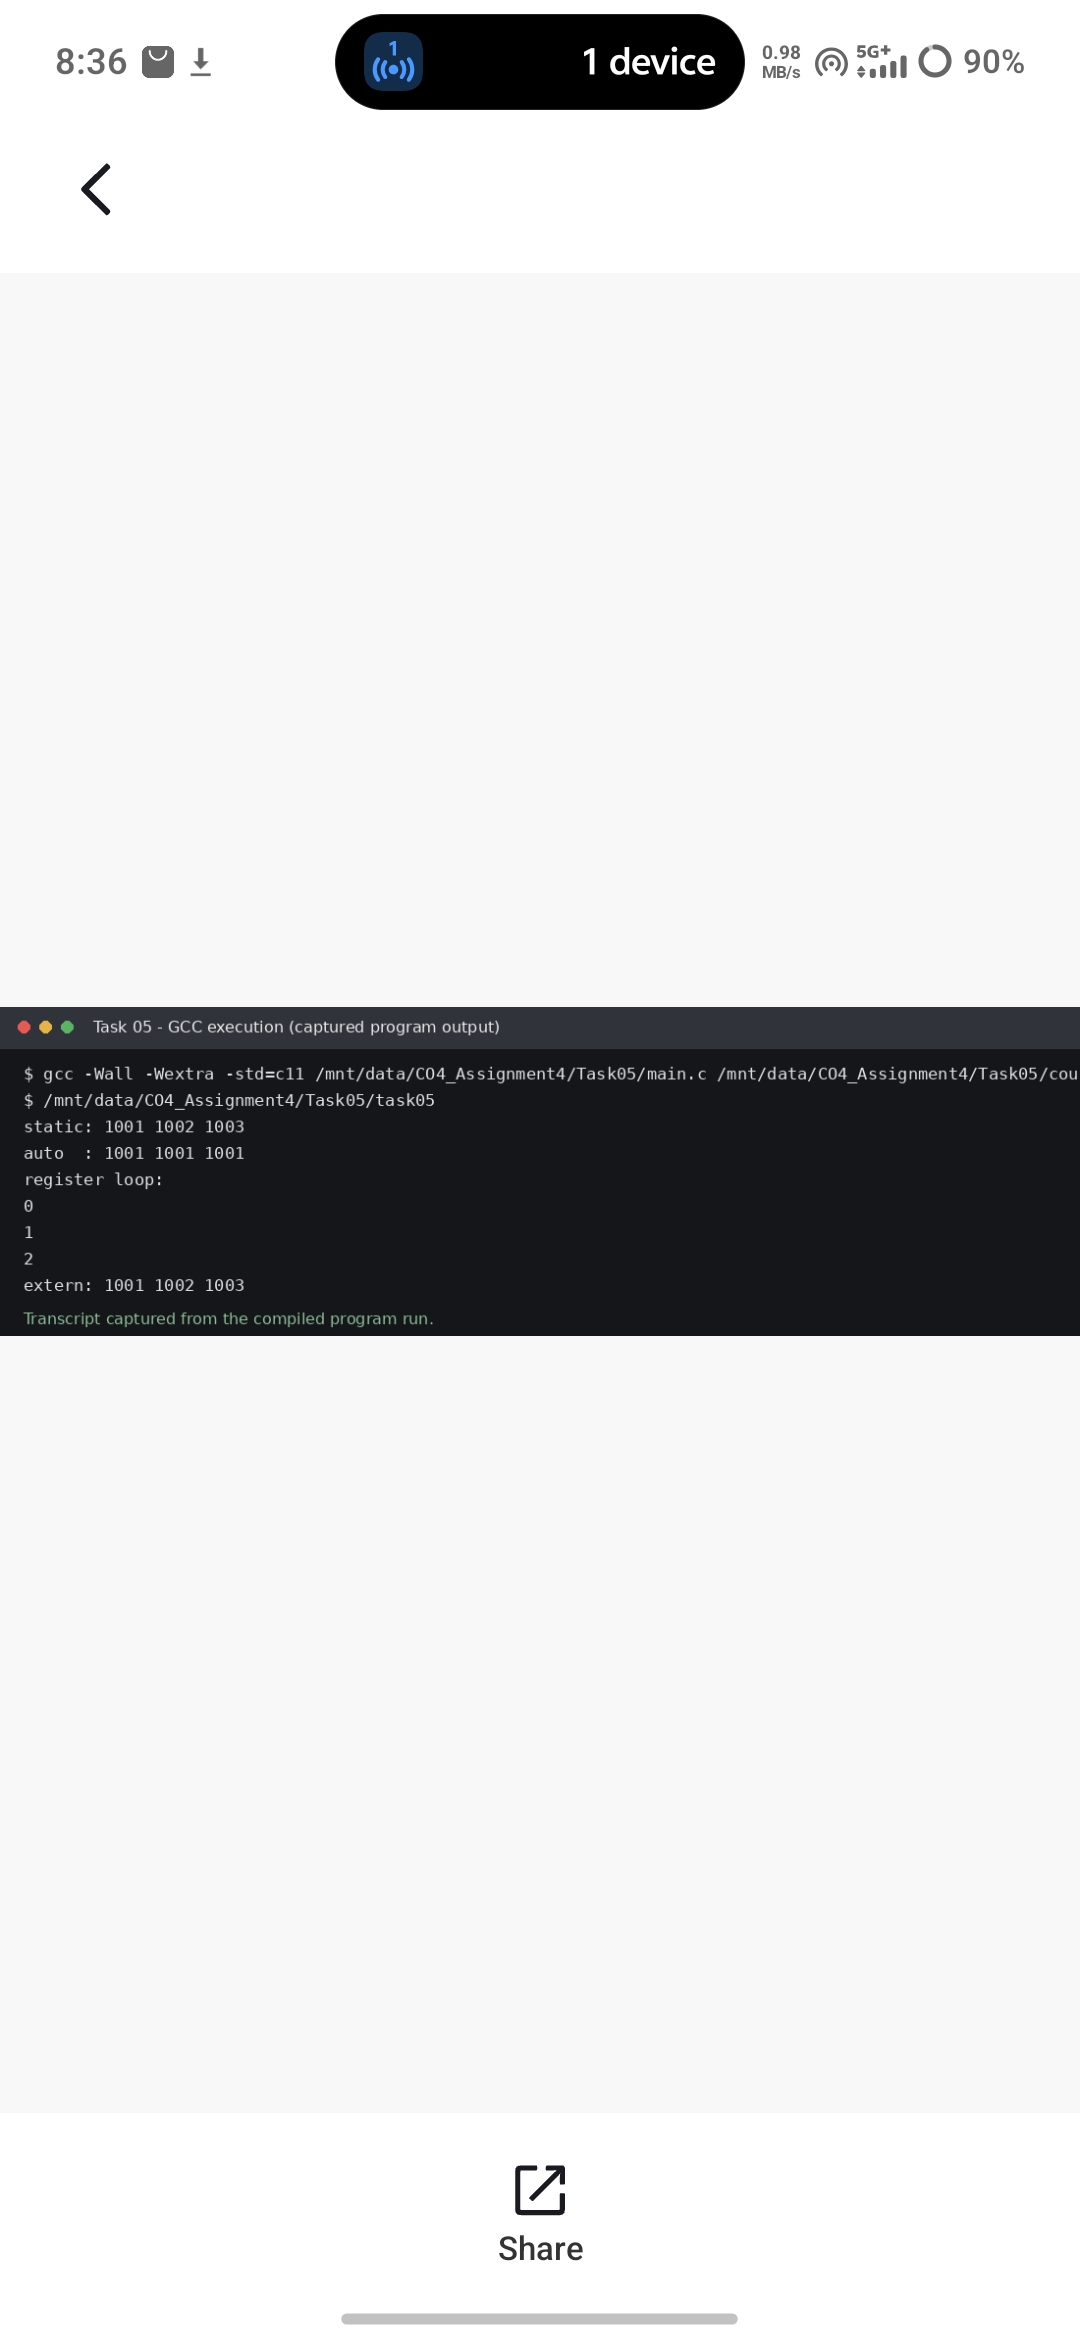 8:36
1
1 device
0.98
MB/s
5G+
90%
Task 05 - GCC execution (captured program output)
$ gcc -Wall -Wextra -std=c11 /mnt/data/CO4_Assignment4/Task05/main.c /mnt/data/CO4_Assignment4/Task05/cou
$ /mnt/data/CO4_Assignment4/Task05/task05
static: 1001 1002 1003
auto  : 1001 1001 1001
register loop:
0
1
2
extern: 1001 1002 1003
Transcript captured from the compiled program run.
Share